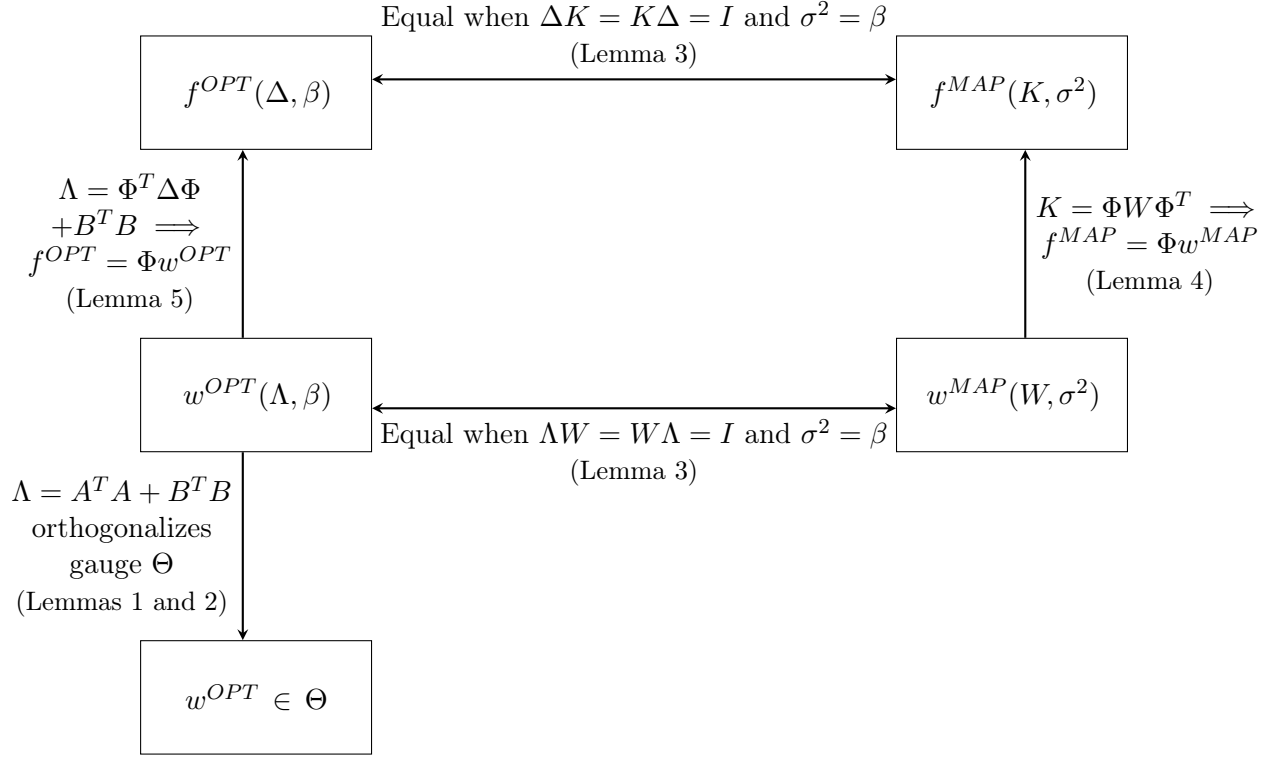 Equal when ΔK = KΔ = I and σ² = β
(Lemma 3)
f^{OPT}(Δ, β)
f^{MAP}(K, σ²)
Λ = Φ^T ΔΦ
+B^T B ⟹
f^{OPT} = Φw^{OPT}
(Lemma 5)
K = ΦWΦ^T ⟹
f^{MAP} = Φw^{MAP}
(Lemma 4)
w^{OPT}(Λ, β)
w^{MAP}(W, σ²)
Equal when ΛW = WΛ = I and σ² = β
(Lemma 3)
Λ = A^T A + B^T B
orthogonalizes
gauge Θ
(Lemmas 1 and 2)
w^{OPT} ∈ Θ